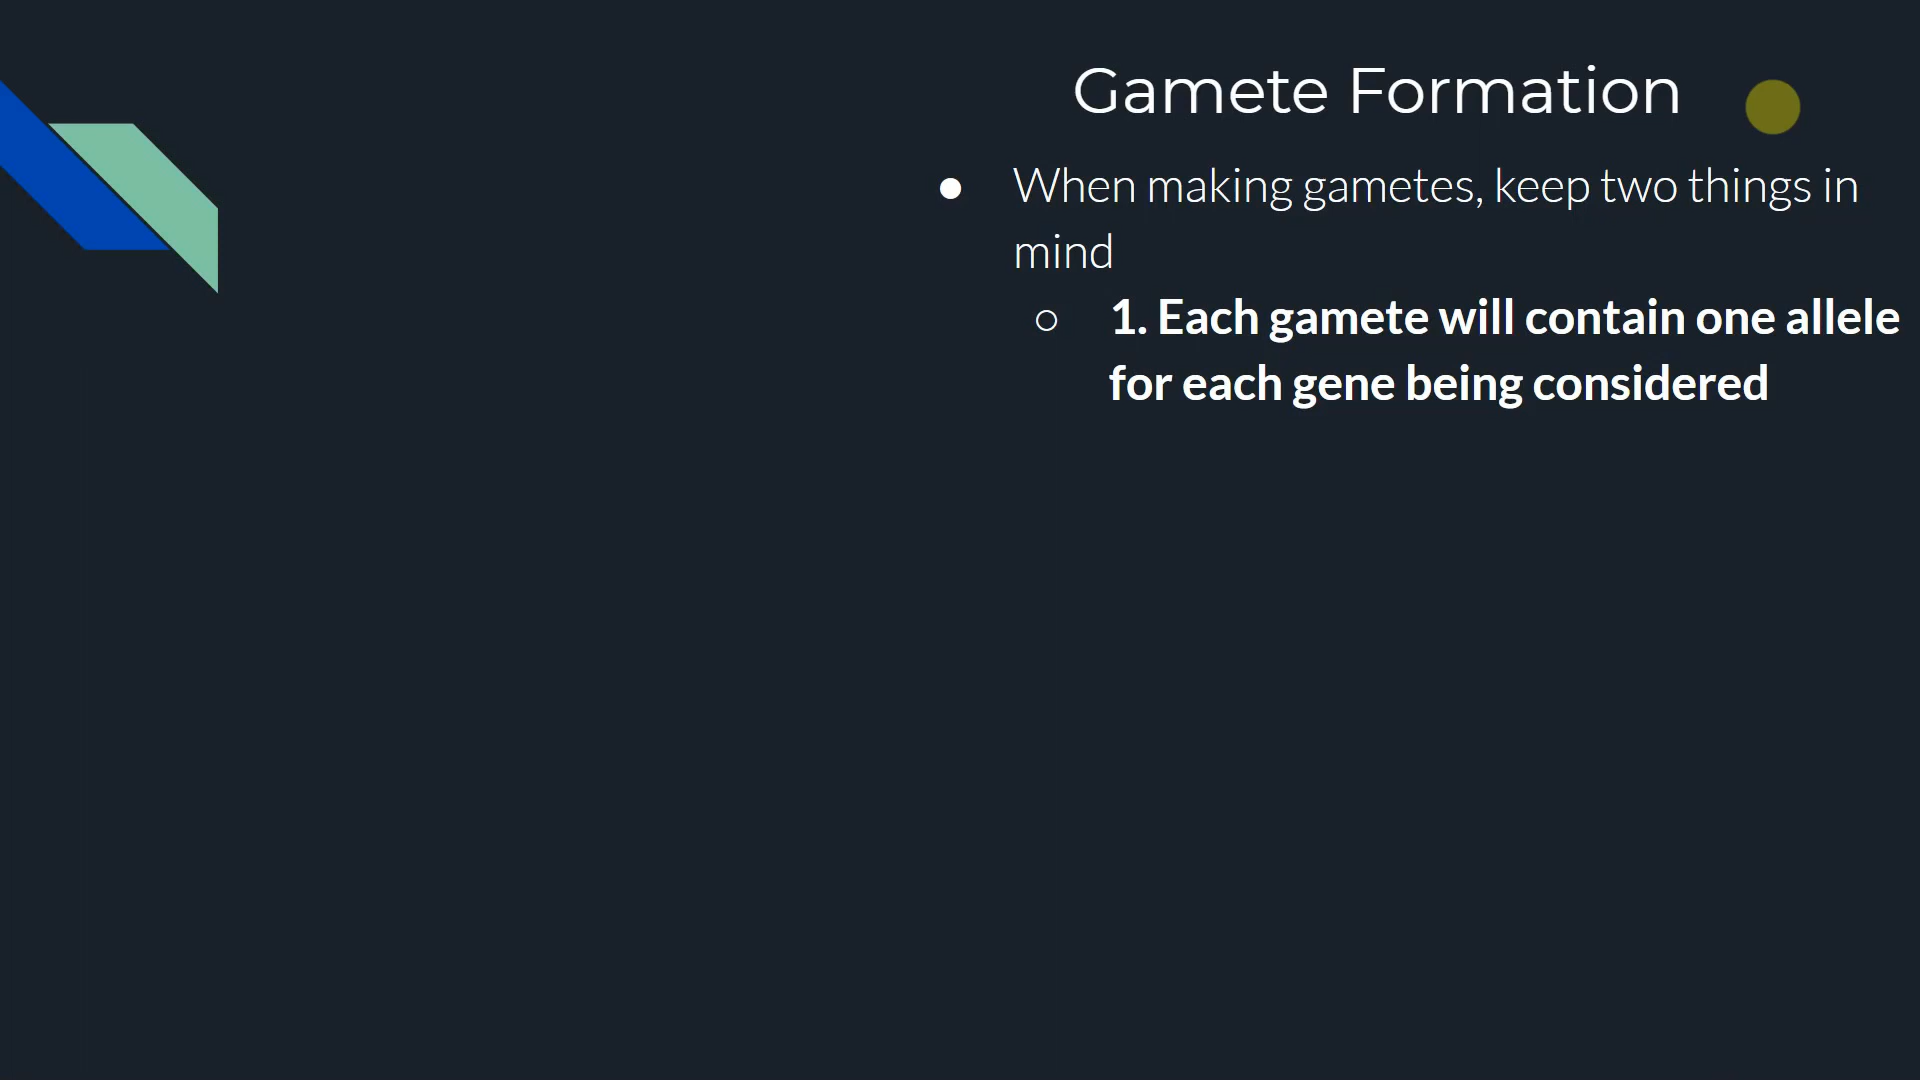 Gamete Formation
● When making gametes, keep two things in
mind
○ 1. Each gamete will contain one allele
for each gene being considered